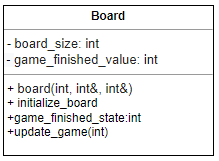 Board
- board_size: int
- game_finished_value: int
+ board(int, int&, int&)
+ initialize_board
+game_finished_state:int
+update_game(int)